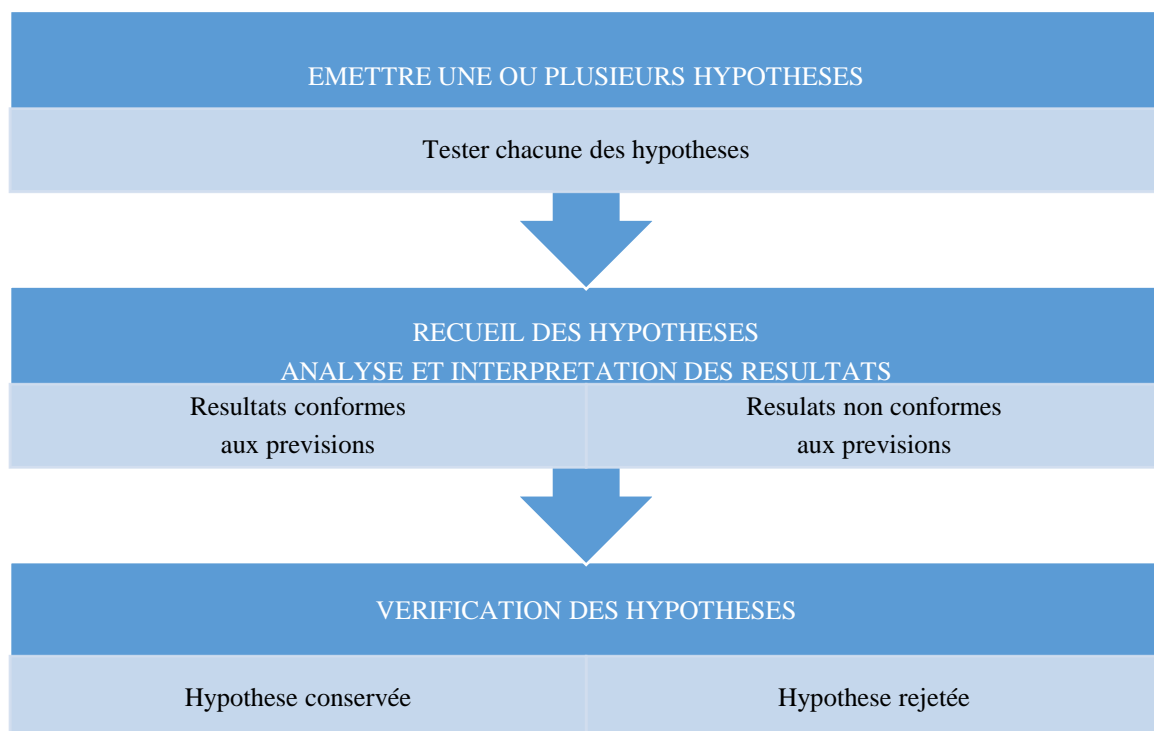 EMETTRE UNE OU PLUSIEURS HYPOTHESES
Tester chacune des hypotheses
RECUEIL DES HYPOTHESES
ANALYSE ET INTERPRETATION DES RESULTATS
Resultats conformes
aux previsions
Resulats non conformes
aux previsions
VERIFICATION DES HYPOTHESES
Hypothese conservée
Hypothese rejetée